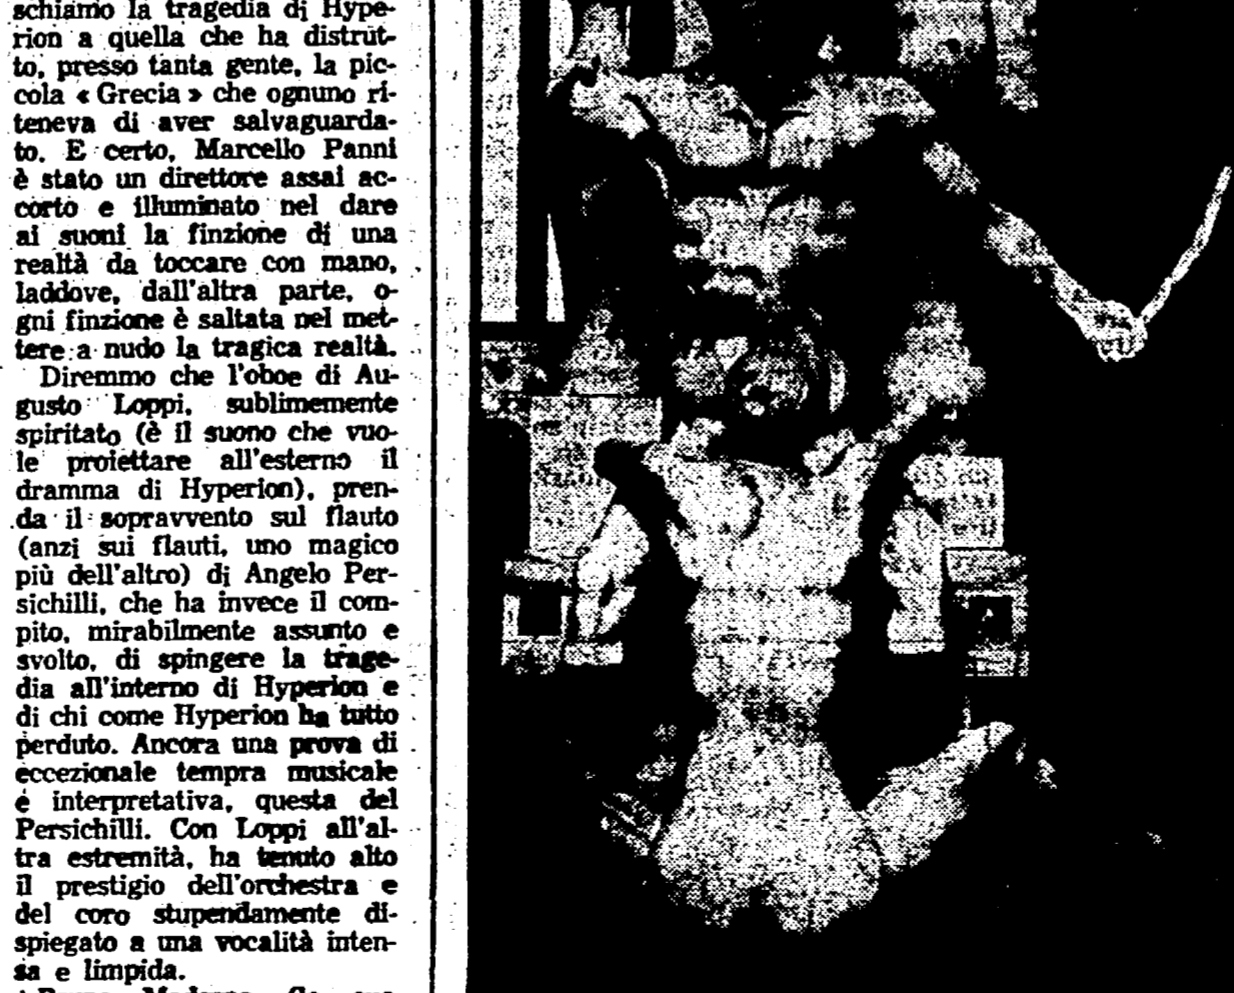 schiamo la tragedia di Hype-
rion a quella che ha distrut-
to, presso tanta gente, la pic-
cola « Grecia » che ognuno ri-
teneva di aver salvaguarda-
to. E certo, Marcello Panni
è stato un direttore assai ac-
corto e illuminato nel dare
ai suoni la finzione di una
realtà da toccare con mano,
laddove, dall'altra parte, o-
gni finzione è saltata nel met-
tere a nudo la tragica realtà.
Diremmo che l'oboe di Au-
gusto Loppi, sublimemente
spiritato (è il suono che vuo-
le proiettare all'esterno il
dramma di Hyperion), pren-
da il sopravvento sul flauto
(anzi sui flauti, uno magico
più dell'altro) di Angelo Per-
sichilli, che ha invece il com-
pito, mirabilmente assunto e
svolto, di spingere la trage-
dia all'interno di Hyperion e
di chi come Hyperion ha tutto
perduto. Ancora una prova di
eccezionale tempra musicale
e interpretativa, questa del
Persichilli. Con Loppi all'al-
tra estremità, ha tenuto alto
il prestigio dell'orchestra e
del coro stupendamente di-
spiegato a una vocalità inten-
sa e limpida.